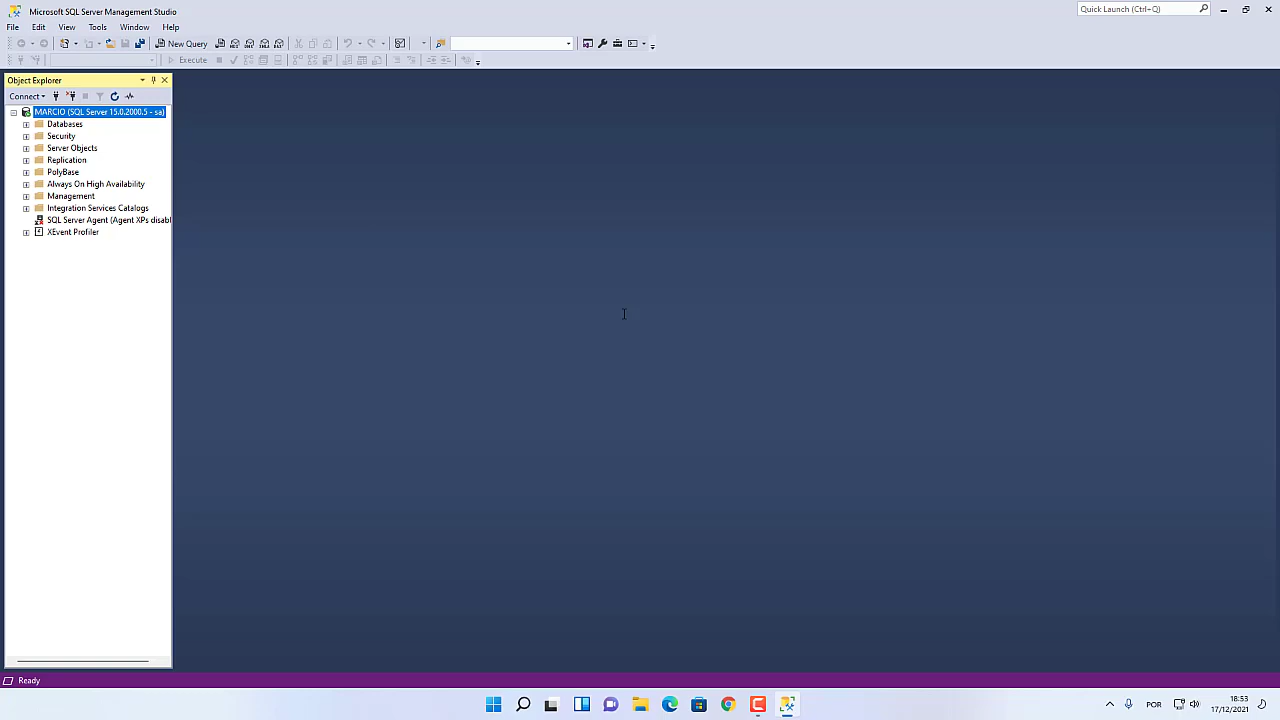 Microsoft SQL Server Management Studio
Quick Launch (Ctrl+Q)
File Edit View Tools Window Help
New Query
Execute
Object Explorer
Connect
MARCIO (SQL Server 15.0.2000.5 - sa)
Databases
Security
Server Objects
Replication
PolyBase
Always On High Availability
Management
Integration Services Catalogs
SQL Server Agent (Agent XPs disabl
XEvent Profiler
Ready
POR
18:53
17/12/2021